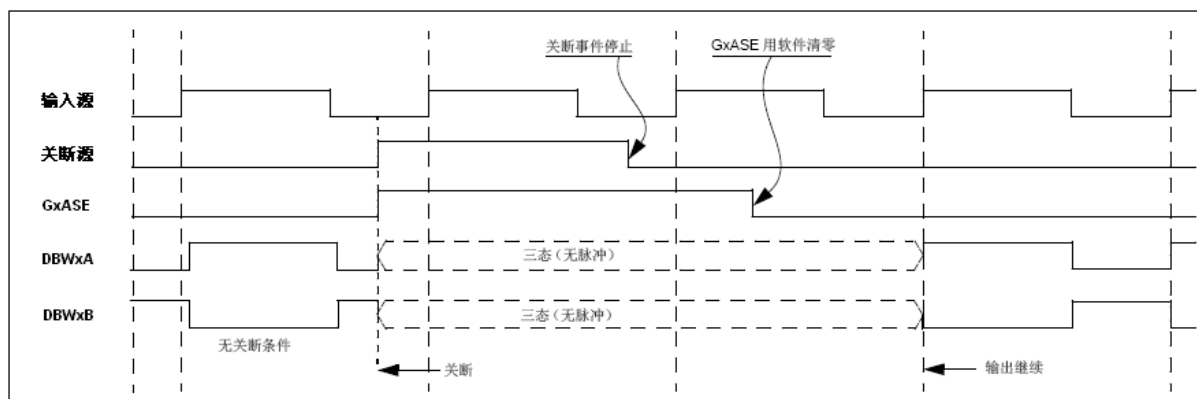 关断事件停止
GxASE 用软件清零
输入源
关断源
GxASE
DBWxA
三态（无脉冲）
DBWxB
三态（无脉冲）
无关断条件
关断
输出继续